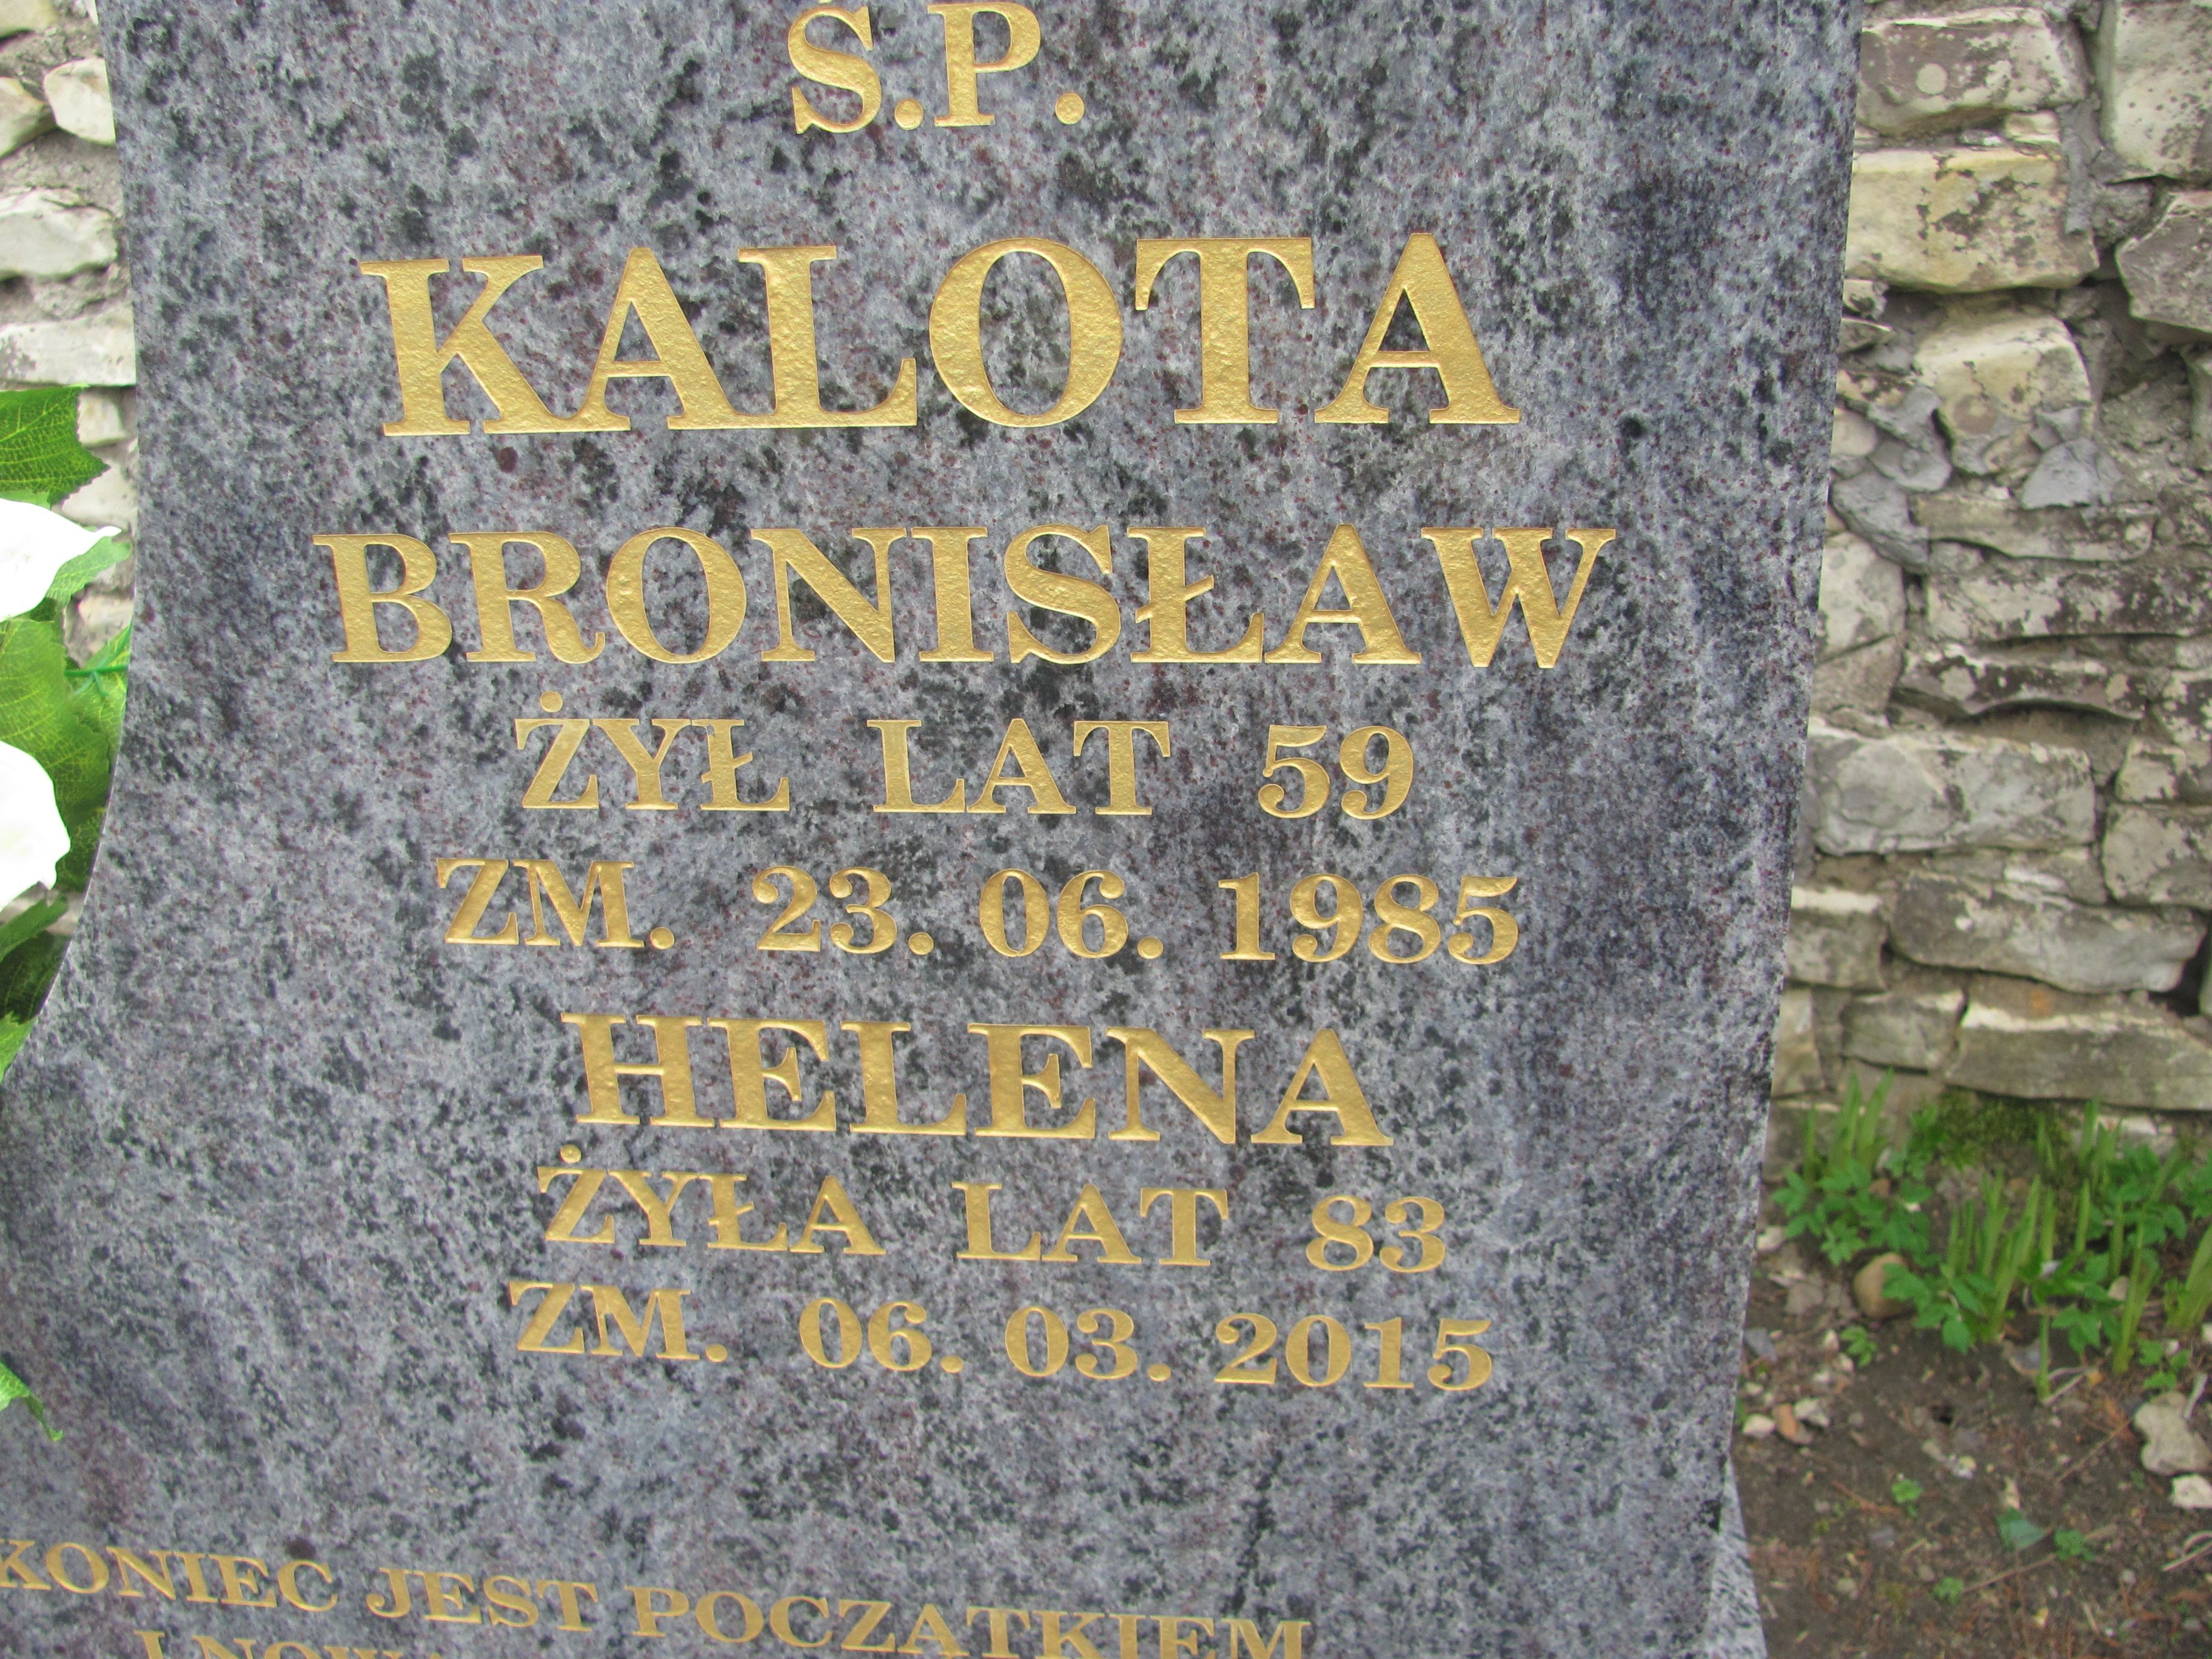 Ś.P.
KALOTA
BRONISŁAW
ŻYŁ LAT 59
ZM. 23. 06. 1985
HELENA
ŻYŁA LAT 83
ZM. 06. 03. 2015
KONIEC JEST POCZATKIEM